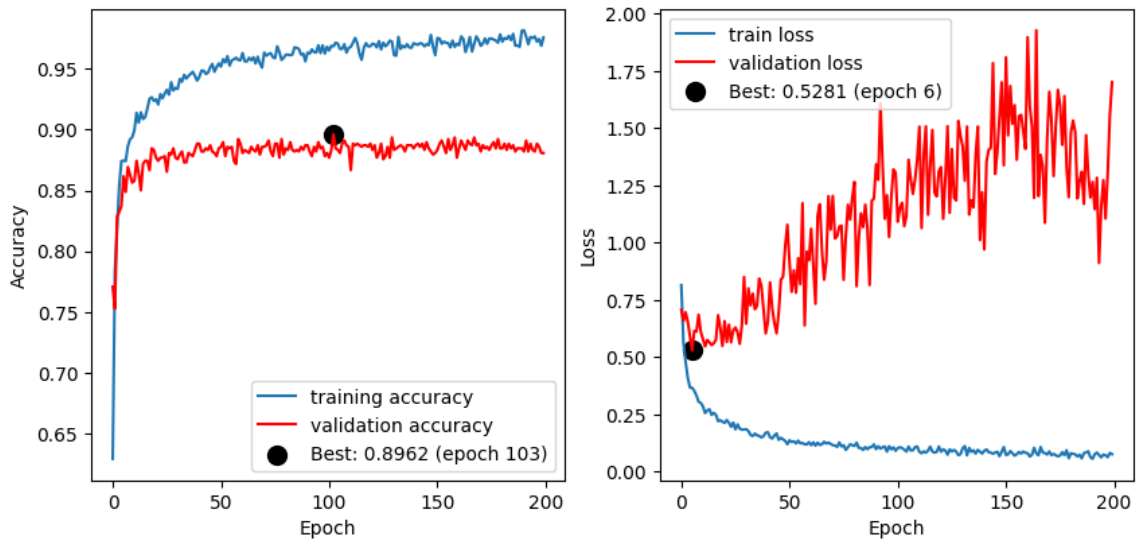 0.95
0.90
0.85
0.80
0.75
0.70
0.65
Accuracy
0 50 100 150 200
Epoch
training accuracy
validation accuracy
Best: 0.8962 (epoch 103)
2.00
1.75
1.50
1.25
1.00
0.75
0.50
0.25
0.00
Loss
0 50 100 150 200
Epoch
train loss
validation loss
Best: 0.5281 (epoch 6)